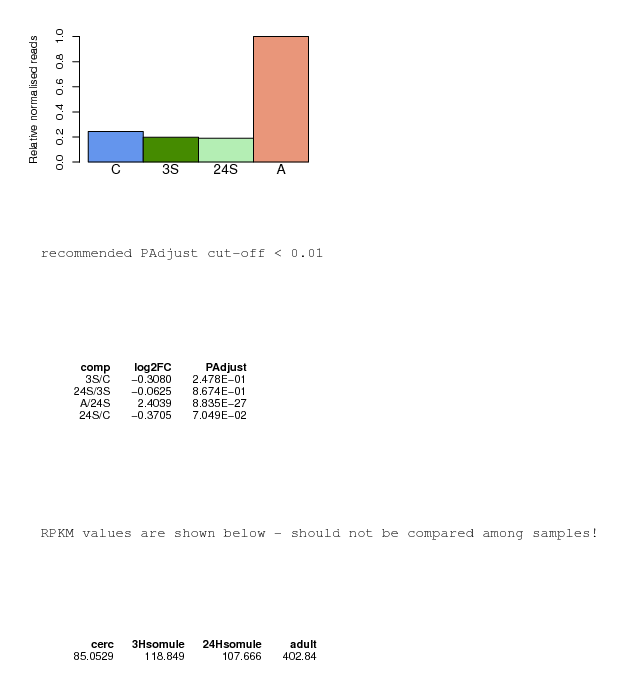 Relative normalised reads
1.0
0.8
0.6
0.4
0.2
0.0
C 3S 24S A
recommended PAdjust cut-off < 0.01
comp log2FC PAdjust
3S/C −0.3080 2.478E−01
24S/3S −0.0625 8.674E−01
A/24S 2.4039 8.835E−27
24S/C −0.3705 7.049E−02
RPKM values are shown below - should not be compared among samples!
cerc 3Hsomule 24Hsomule adult
85.0529 118.849 107.666 402.84